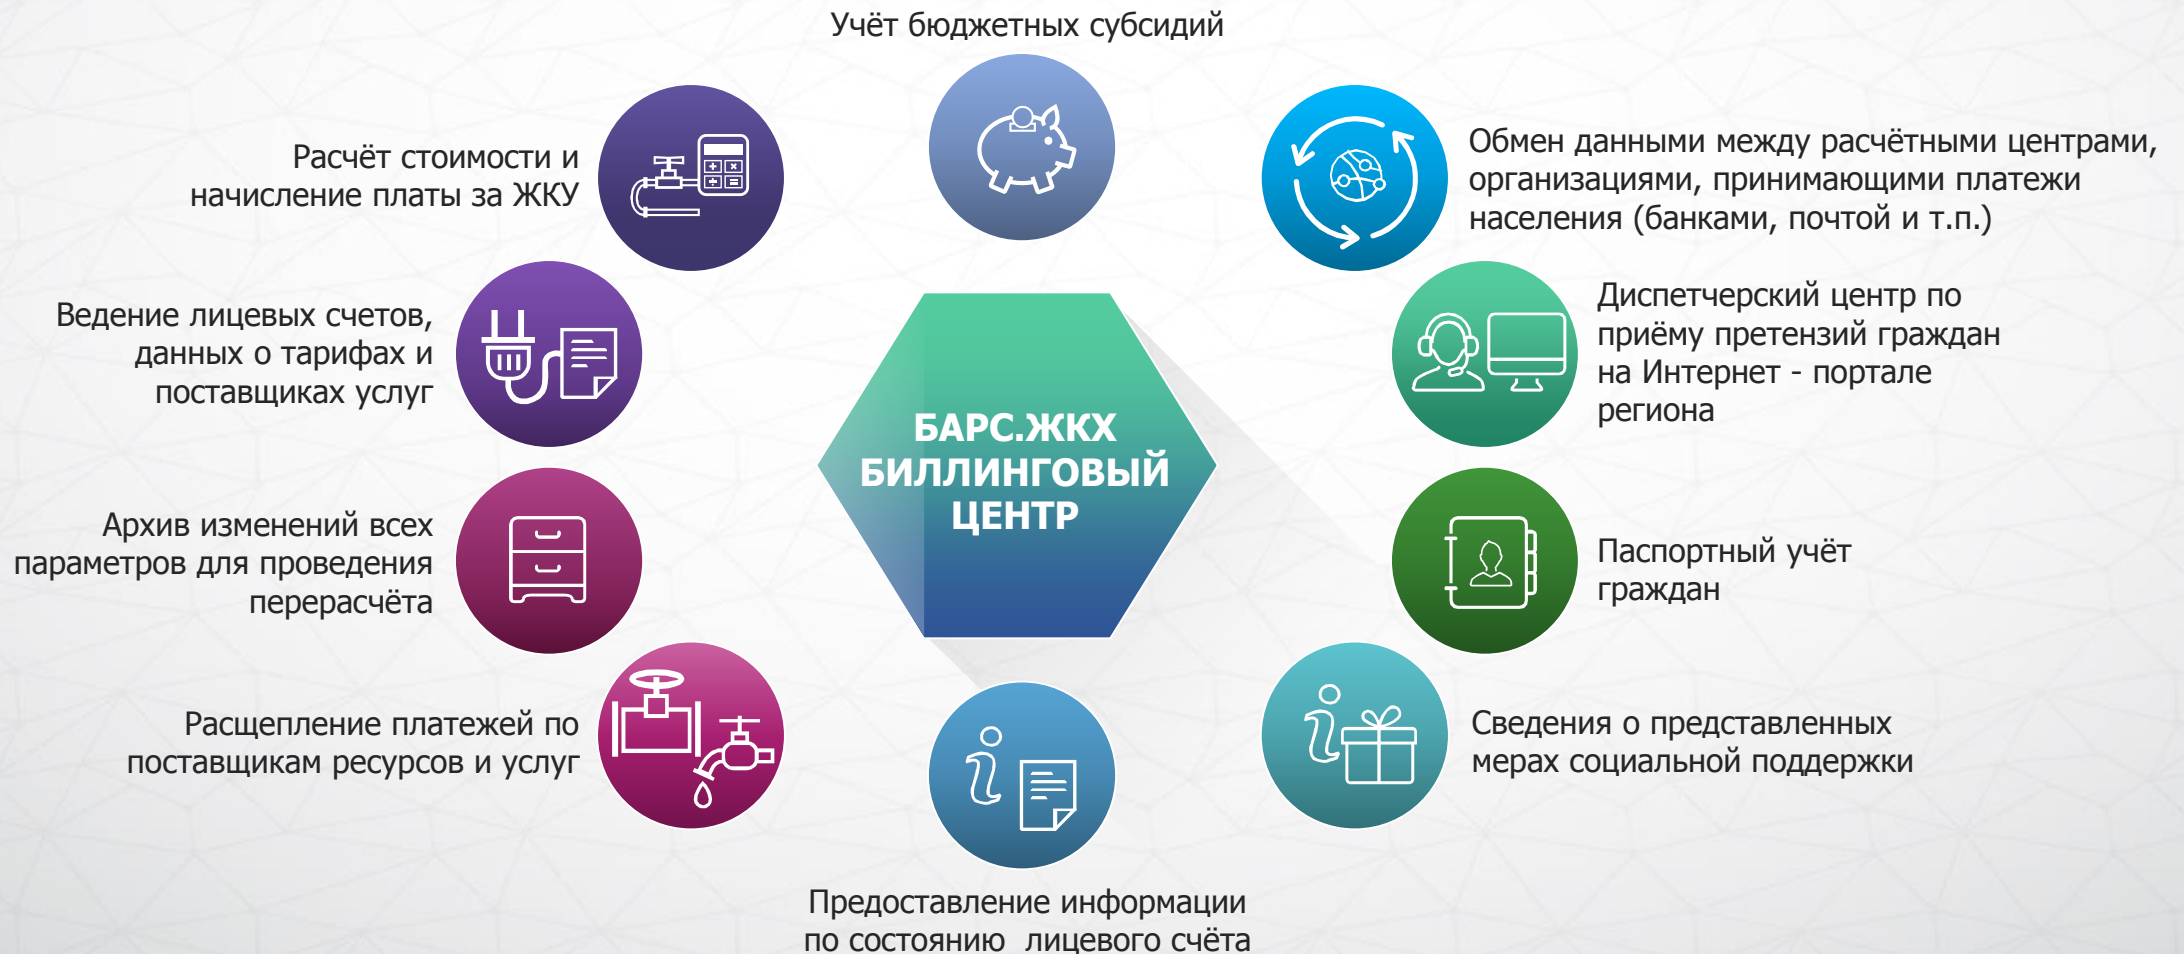 Учёт бюджетных субсидий
Расчёт стоимости и
начисление платы за ЖКУ
Ведение лицевых счетов,
данных о тарифах и
поставщиках услуг
Архив изменений всех
параметров для проведения
перерасчёта
Расщепление платежей по
поставщикам ресурсов и услуг
БАРС.ЖКХ
БИЛЛИНГОВЫЙ
ЦЕНТР
Обмен данными между расчётными центрами,
организациями, принимающими платежи
населения (банками, почтой и т.п.)
Диспетчерский центр по
приёму претензий граждан
на Интернет - портале
региона
Паспортный учёт
граждан
Сведения о представленных
мерах социальной поддержки
Предоставление информации
по состоянию  лицевого счёта